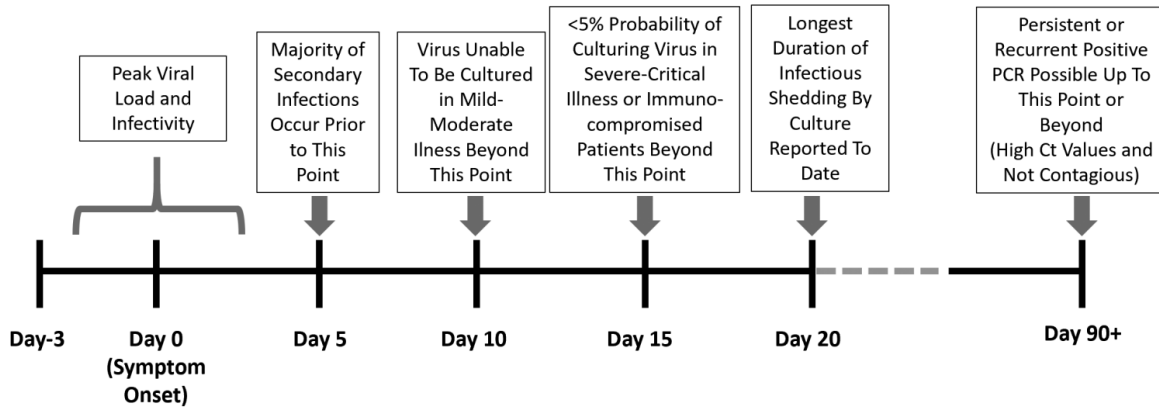 Peak Viral
Load and
Infectivity
Majority of
Secondary
Infections
Occur Prior
to This
Point
Virus Unable
To Be Cultured
in Mild-
Moderate
Ilness Beyond
This Point
<5% Probability of
Culturing Virus in
Severe-Critical
Illness or Immuno-
compromised
Patients Beyond
This Point
Longest
Duration of
Infectious
Shedding By
Culture
Reported To
Date
Persistent or
Recurrent Positive
PCR Possible Up To
This Point or
Beyond
(High Ct Values and
Not Contagious)
Day-3
Day 0
(Symptom
Onset)
Day 5
Day 10
Day 15
Day 20
Day 90+